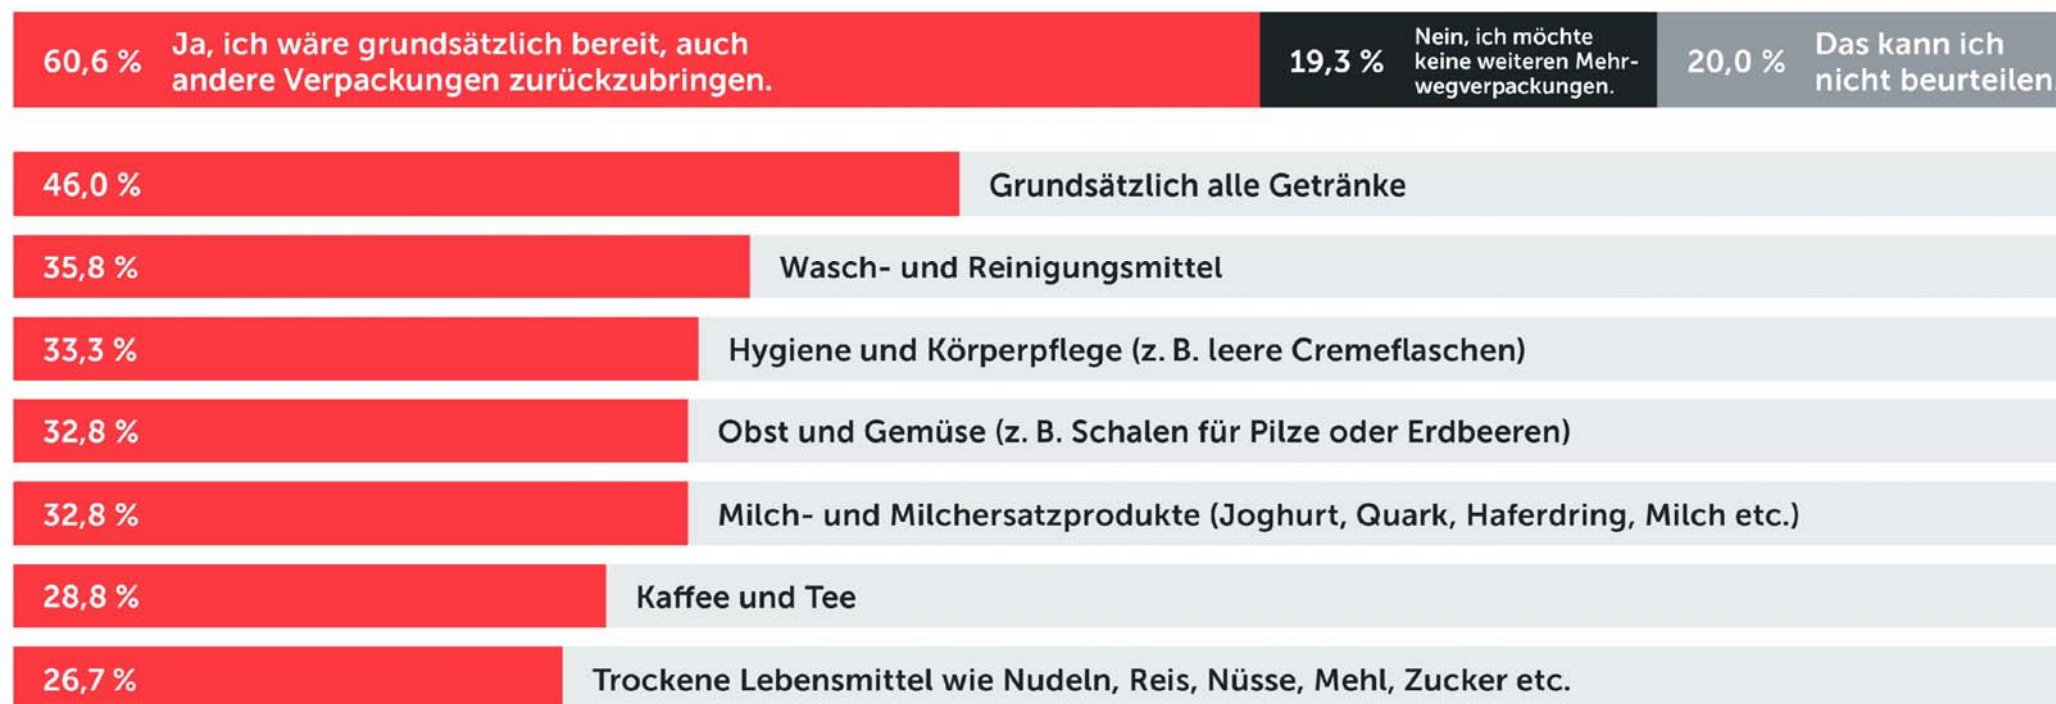 60,6 % Ja, ich wäre grundsätzlich bereit, auch
andere Verpackungen zurückzubringen.
19,3 % Nein, ich möchte
keine weiteren Mehr-
wegverpackungen.
20,0 % Das kann ich
nicht beurteilen.
46,0 % Grundsätzlich alle Getränke
35,8 % Wasch- und Reinigungsmittel
33,3 % Hygiene und Körperpflege (z. B. leere Cremeflaschen)
32,8 % Obst und Gemüse (z. B. Schalen für Pilze oder Erdbeeren)
32,8 % Milch- und Milchersatzprodukte (Joghurt, Quark, Haferdring, Milch etc.)
28,8 % Kaffee und Tee
26,7 % Trockene Lebensmittel wie Nudeln, Reis, Nüsse, Mehl, Zucker etc.